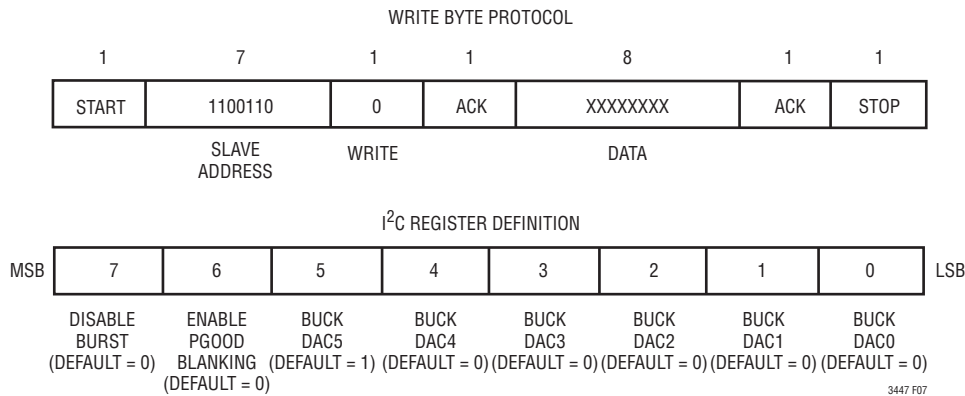 WRITE BYTE PROTOCOL
1 7 1 1 8 1 1
START 1100110 0 ACK XXXXXXXX ACK STOP
SLAVE WRITE DATA
ADDRESS
I2C REGISTER DEFINITION
MSB 7 6 5 4 3 2 1 0 LSB
DISABLE ENABLE BUCK BUCK BUCK BUCK BUCK BUCK
BURST PGOOD DAC5 DAC4 DAC3 DAC2 DAC1 DAC0
(DEFAULT = 0) BLANKING (DEFAULT = 1) (DEFAULT = 0) (DEFAULT = 0) (DEFAULT = 0) (DEFAULT = 0) (DEFAULT = 0)
(DEFAULT = 0)
3447 F07